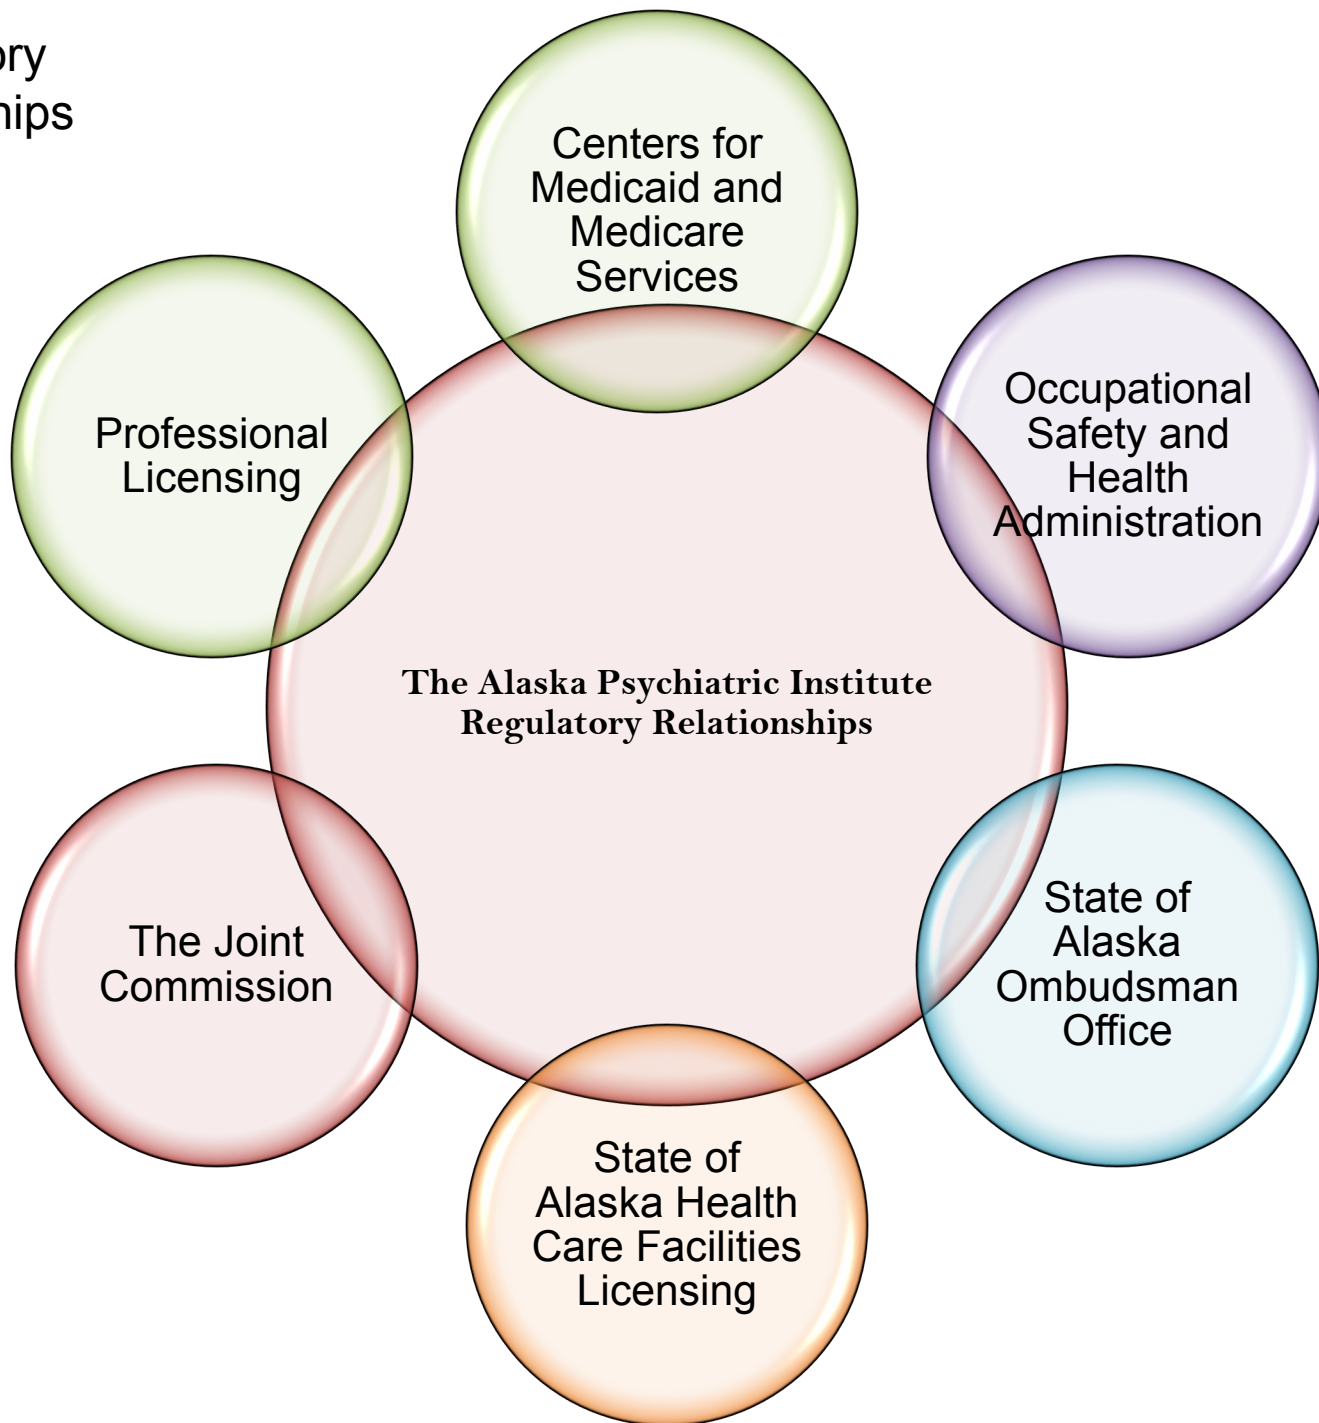 ory
hips
Centers for
Medicaid and
Medicare
Services
Occupational
Safety and
Health
Administration
Professional
Licensing
The Alaska Psychiatric Institute
Regulatory Relationships
State of
Alaska
Ombudsman
Office
The Joint
Commission
State of
Alaska Health
Care Facilities
Licensing